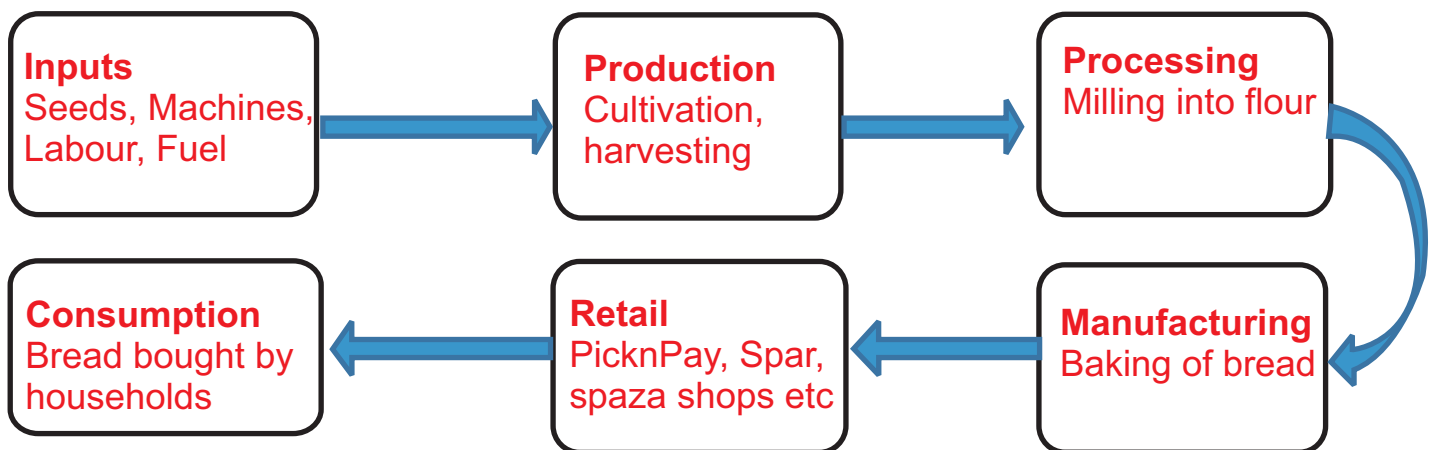 Inputs
Seeds, Machines,
Labour, Fuel
Production
Cultivation,
harvesting
Processing
Milling into flour
Manufacturing
Baking of bread
Retail
PicknPay, Spar,
spaza shops etc
Consumption
Bread bought by
households